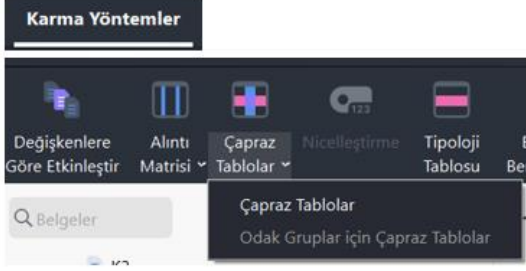 Karma Yöntemler
123
Değişkenlere Alıntı Çapraz Nicelleştirme Tipoloji
Göre Etkinleştir Matrisi Tablolar Tablosu
Çapraz Tablolar
Belgeler
Odak Gruplar için Çapraz Tablolar